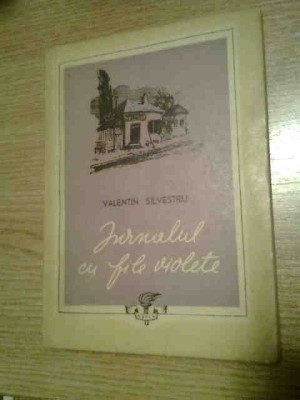 VALENTIN SILVESTRU
Jurnalul
cu file violete